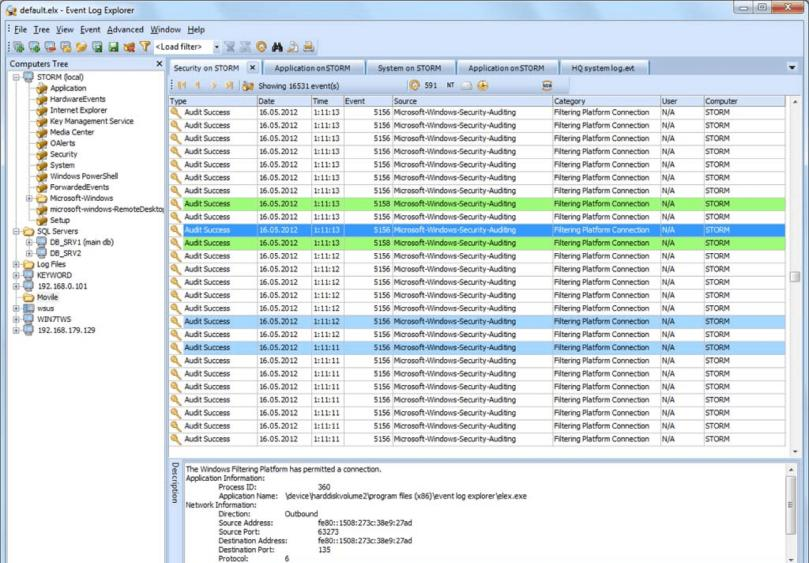 default.elx - Event Log Explorer
File Tree View Event Advanced Window Help
<Load filter>
Computers Tree
STORM (local)
Application
HardwareEvents
Internet Explorer
Key Management Service
Media Center
OAlerts
Security
System
Windows PowerShell
ForwardedEvents
Microsoft-Windows
microsoft-windows-RemoteDesktop
Setup
SQL Servers
DB_SRV1 (main db)
DB_SRV2
Log Files
KEYWORD
192.168.0.101
Movile
wsus
WIN7TWS
192.168.179.129
Security on STORM Application on STORM System on STORM Application on STORM HQ system log.evt
Showing 16531 event(s) 591 NT
Type Date Time Event Source Category User Computer
Audit Success 16.05.2012 1:11:13 5156 Microsoft-Windows-Security-Auditing Filtering Platform Connection N/A STORM
Audit Success 16.05.2012 1:11:13 5156 Microsoft-Windows-Security-Auditing Filtering Platform Connection N/A STORM
Audit Success 16.05.2012 1:11:13 5156 Microsoft-Windows-Security-Auditing Filtering Platform Connection N/A STORM
Audit Success 16.05.2012 1:11:13 5156 Microsoft-Windows-Security-Auditing Filtering Platform Connection N/A STORM
Audit Success 16.05.2012 1:11:13 5156 Microsoft-Windows-Security-Auditing Filtering Platform Connection N/A STORM
Audit Success 16.05.2012 1:11:13 5156 Microsoft-Windows-Security-Auditing Filtering Platform Connection N/A STORM
Audit Success 16.05.2012 1:11:13 5156 Microsoft-Windows-Security-Auditing Filtering Platform Connection N/A STORM
Audit Success 16.05.2012 1:11:13 5158 Microsoft-Windows-Security-Auditing Filtering Platform Connection N/A STORM
Audit Success 16.05.2012 1:11:13 5156 Microsoft-Windows-Security-Auditing Filtering Platform Connection N/A STORM
Audit Success 16.05.2012 1:11:13 5156 Microsoft-Windows-Security-Auditing Filtering Platform Connection N/A STORM
Audit Success 16.05.2012 1:11:13 5158 Microsoft-Windows-Security-Auditing Filtering Platform Connection N/A STORM
Audit Success 16.05.2012 1:11:12 5156 Microsoft-Windows-Security-Auditing Filtering Platform Connection N/A STORM
Audit Success 16.05.2012 1:11:12 5156 Microsoft-Windows-Security-Auditing Filtering Platform Connection N/A STORM
Audit Success 16.05.2012 1:11:12 5156 Microsoft-Windows-Security-Auditing Filtering Platform Connection N/A STORM
Audit Success 16.05.2012 1:11:12 5156 Microsoft-Windows-Security-Auditing Filtering Platform Connection N/A STORM
Audit Success 16.05.2012 1:11:12 5156 Microsoft-Windows-Security-Auditing Filtering Platform Connection N/A STORM
Audit Success 16.05.2012 1:11:12 5156 Microsoft-Windows-Security-Auditing Filtering Platform Connection N/A STORM
Audit Success 16.05.2012 1:11:12 5156 Microsoft-Windows-Security-Auditing Filtering Platform Connection N/A STORM
Audit Success 16.05.2012 1:11:11 5156 Microsoft-Windows-Security-Auditing Filtering Platform Connection N/A STORM
Audit Success 16.05.2012 1:11:11 5156 Microsoft-Windows-Security-Auditing Filtering Platform Connection N/A STORM
Audit Success 16.05.2012 1:11:11 5156 Microsoft-Windows-Security-Auditing Filtering Platform Connection N/A STORM
Audit Success 16.05.2012 1:11:11 5156 Microsoft-Windows-Security-Auditing Filtering Platform Connection N/A STORM
Audit Success 16.05.2012 1:11:11 5156 Microsoft-Windows-Security-Auditing Filtering Platform Connection N/A STORM
Audit Success 16.05.2012 1:11:11 5156 Microsoft-Windows-Security-Auditing Filtering Platform Connection N/A STORM
Audit Success 16.05.2012 1:11:11 5156 Microsoft-Windows-Security-Auditing Filtering Platform Connection N/A STORM
Audit Success 16.05.2012 1:11:11 5156 Microsoft-Windows-Security-Auditing Filtering Platform Connection N/A STORM
Description
The Windows Filtering Platform has permitted a connection.
Application Information:
Process ID: 360
Application Name: \device\harddiskvolume2\program files (x86)\event log explorer\elex.exe
Network Information:
Direction: Outbound
Source Address: fe80::1508:273c:38e9:27ad
Source Port: 63273
Destination Address: fe80::1508:273c:38e9:27ad
Destination Port: 135
Protocol: 6